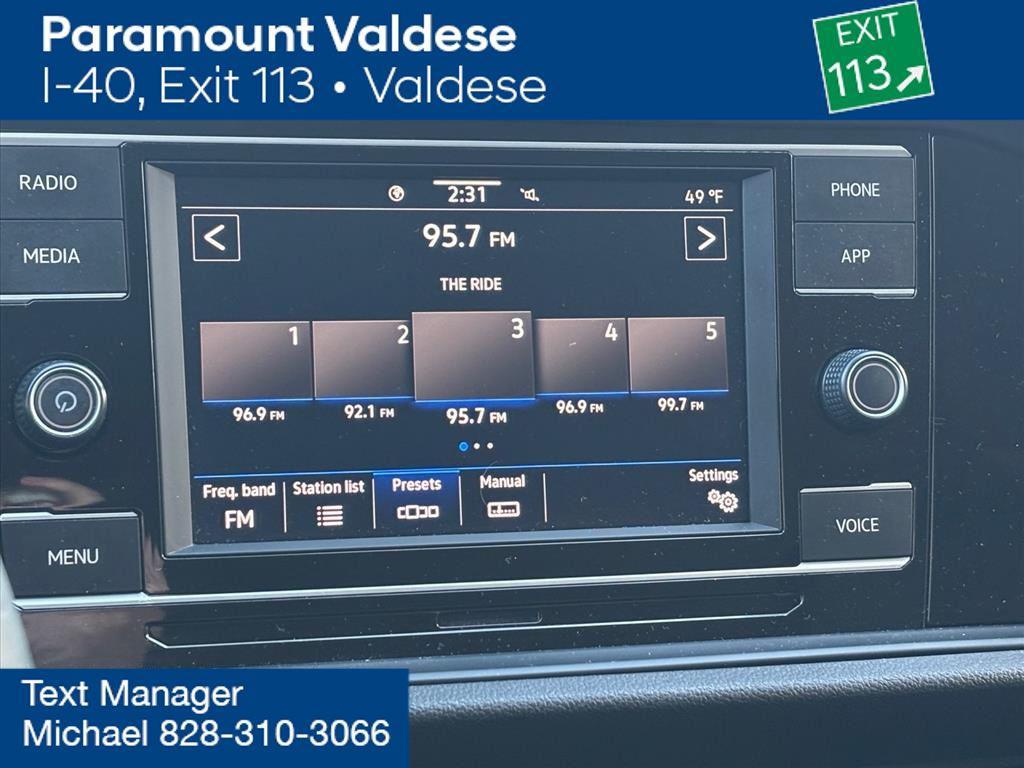 Paramount Valdese
I-40, Exit 113 • Valdese
EXIT
113
RADIO
MEDIA
MENU
2:31
49 °F
<
95.7 FM
>
THE RIDE
1
2
3
4
5
96.9 FM
92.1 FM
95.7 FM
96.9 FM
99.7 FM
Freq. band
FM
Station list
Presets
Manual
Settings
PHONE
APP
VOICE
Text Manager
Michael 828-310-3066